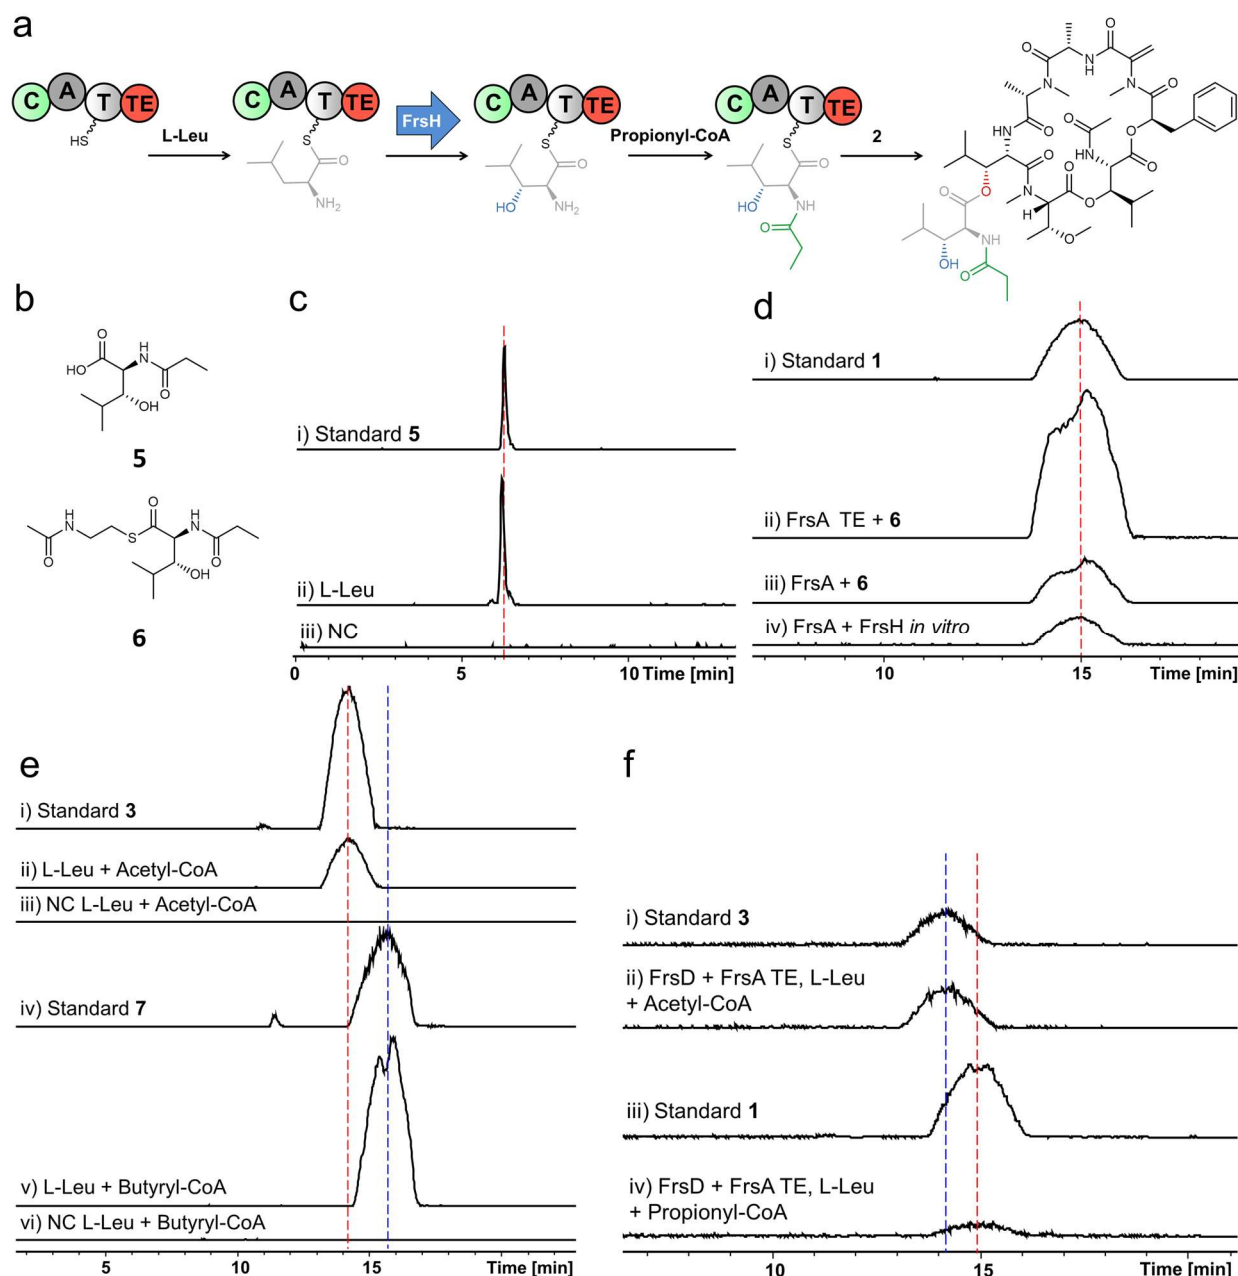 a
C A T TE
HS
L-Leu
C A T TE
S
O
NH2
FrsH
C A T TE
S
O
HO
NH2
Propionyl-CoA
C A T TE
S
O
HO
NH
O
2
O
N
H
O
N
O
N
O
NH
O
O
HN
O
O
O
O
N
O
O
H
O
O
NH
OH
O
b
O
HO
H
N
O
OH
5
H
N
O
S
O
H
N
O
OH
6
c
i) Standard 5
ii) L-Leu
iii) NC
0 5 10 Time [min]
d
i) Standard 1
ii) FrsA TE + 6
iii) FrsA + 6
iv) FrsA + FrsH in vitro
10 15 Time [min]
e
i) Standard 3
ii) L-Leu + Acetyl-CoA
iii) NC L-Leu + Acetyl-CoA
iv) Standard 7
v) L-Leu + Butyryl-CoA
vi) NC L-Leu + Butyryl-CoA
5 10 15 Time [min]
f
i) Standard 3
ii) FrsD + FrsA TE, L-Leu
+ Acetyl-CoA
iii) Standard 1
iv) FrsD + FrsA TE, L-Leu
+ Propionyl-CoA
10 15 Time [min]